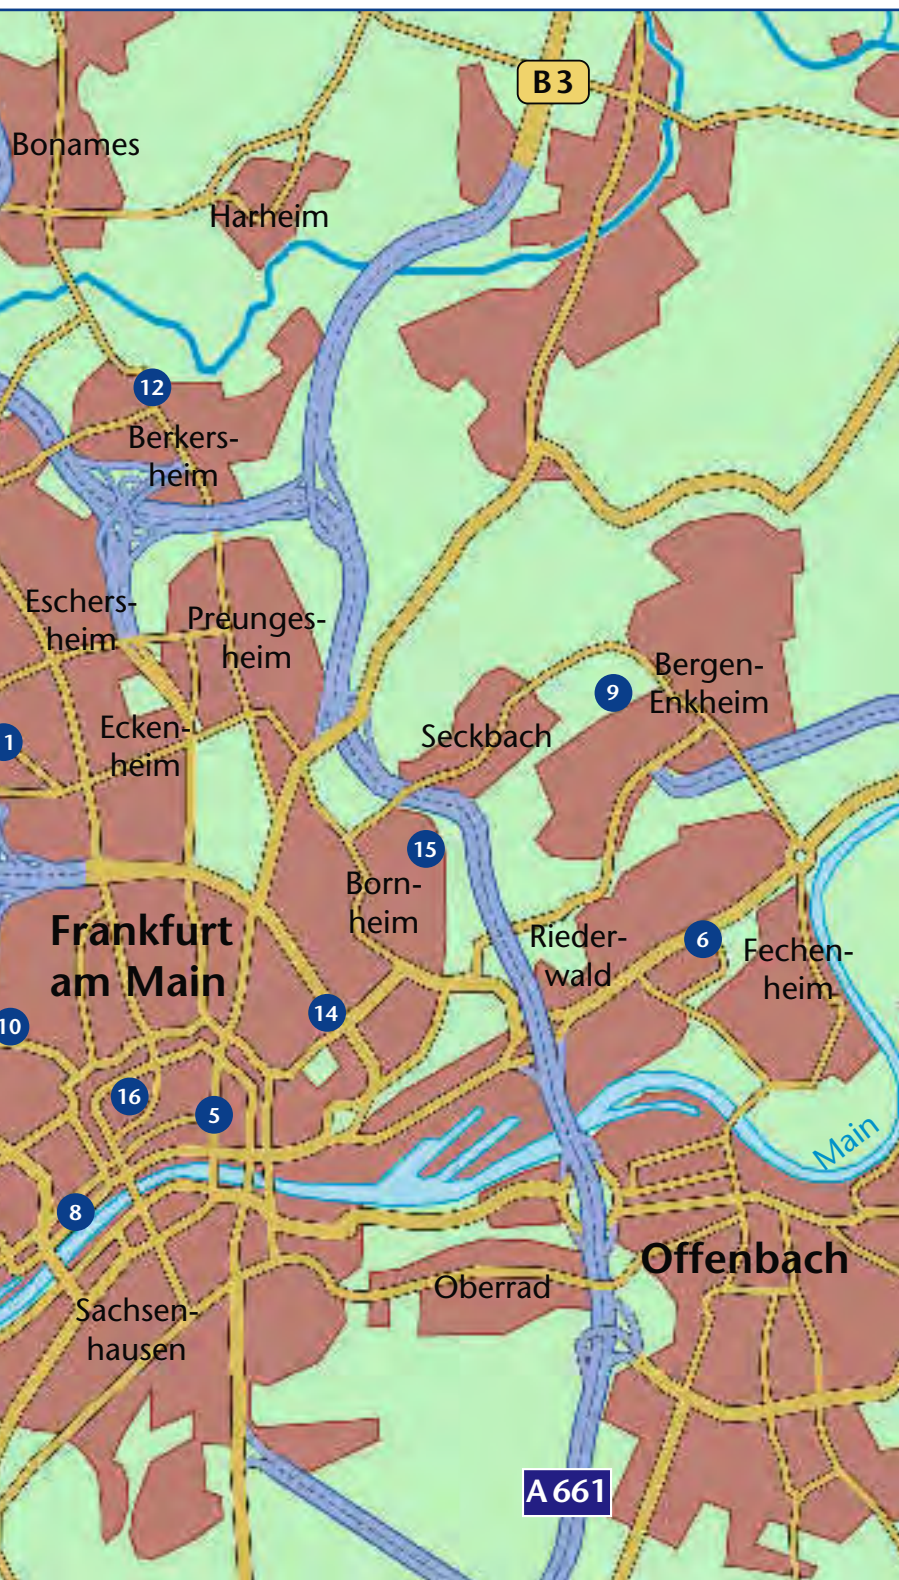 B 3
Bonames
Harheim
12
Berkers-
heim
Eschers-
heim
Preunges-
heim
Bergen-
Enkheim
9
Ecken-
heim
1
Seckbach
15
Born-
heim
Frankfurt
am Main
Rieder-
wald
6
Fechen-
heim
14
10
16
5
Main
8
Offenbach
Oberrad
Sachsen-
hausen
A 661